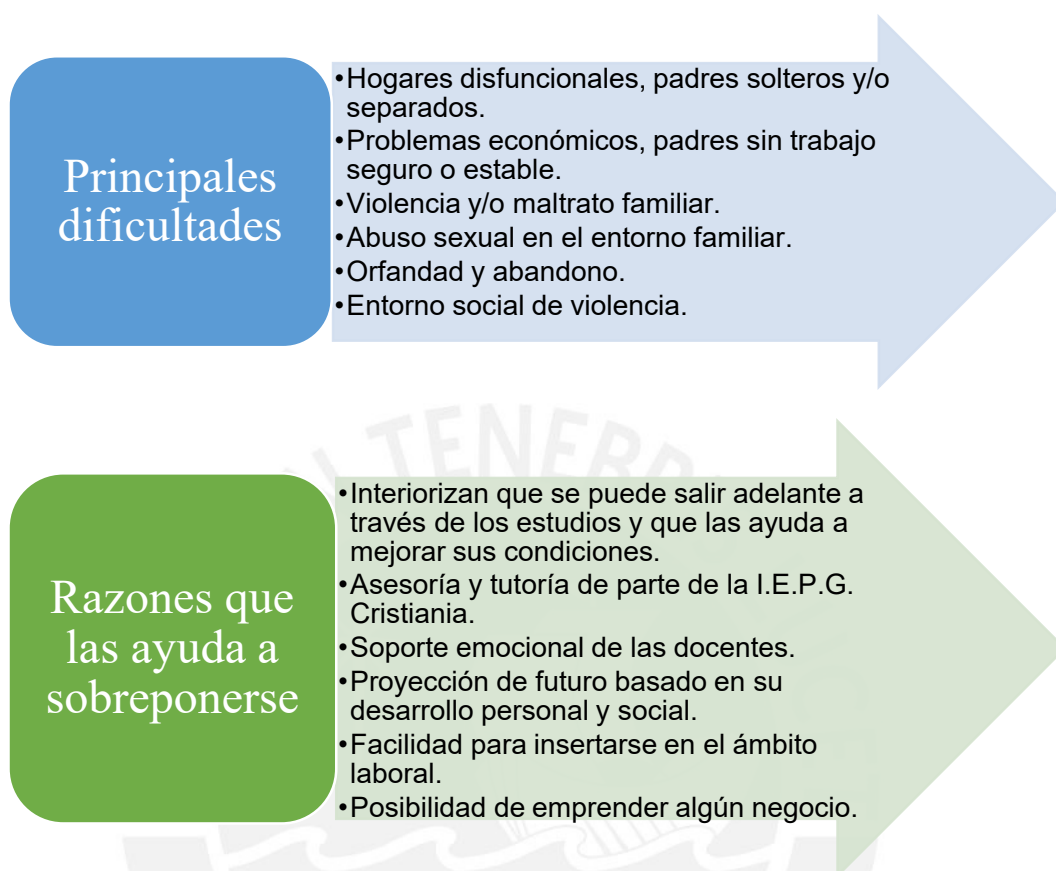 Principales
dificultades
•Hogares disfuncionales, padres solteros y/o
separados.
•Problemas económicos, padres sin trabajo
seguro o estable.
•Violencia y/o maltrato familiar.
•Abuso sexual en el entorno familiar.
•Orfandad y abandono.
•Entorno social de violencia.
TENEBR
Razones que
las ayuda a
sobreponerse
•Interiorizan que se puede salir adelante a
través de los estudios y que las ayuda a
mejorar sus condiciones.
•Asesoría y tutoría de parte de la I.E.P.G.
Cristiania.
•Soporte emocional de las docentes.
•Proyección de futuro basado en su
desarrollo personal y social.
•Facilidad para insertarse en el ámbito
laboral.
•Posibilidad de emprender algún negocio.